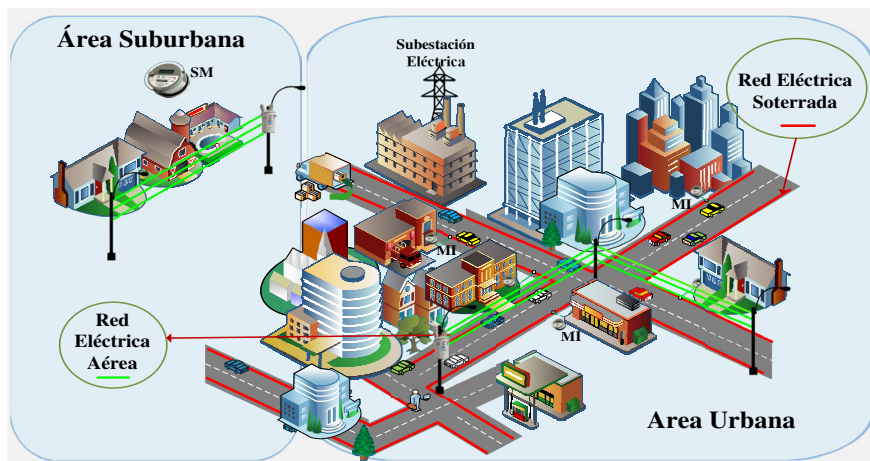 Área Suburbana
SM
Subestación
Eléctrica
Red Eléctrica
Soterrada
MI
MI
Red
Eléctrica
Aérea
MI
Area Urbana